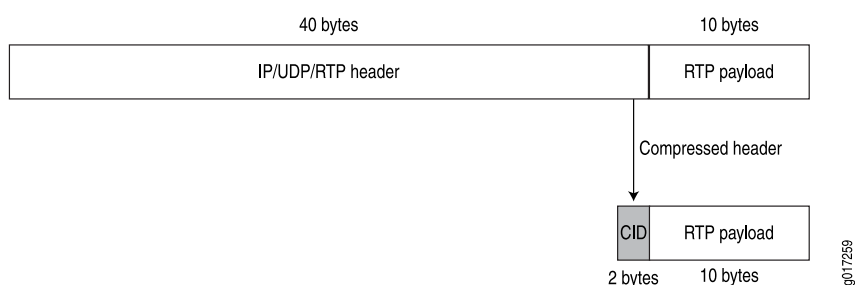 40 bytes
10 bytes
IP/UDP/RTP header
RTP payload
Compressed header
CID
RTP payload
2 bytes
10 bytes
g017259